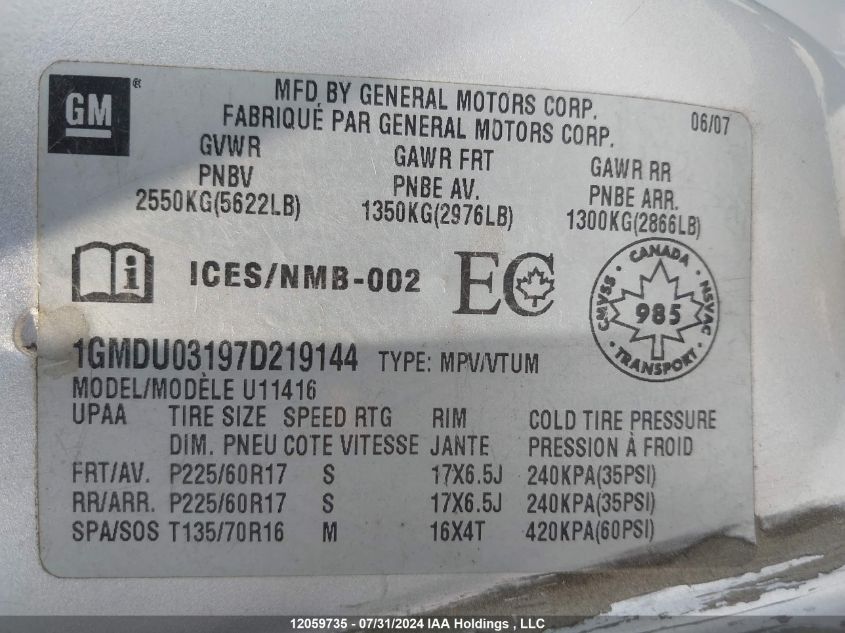 GM ®
MFD BY GENERAL MOTORS CORP.
FABRIQUÉ PAR GENERAL MOTORS CORP.
06/07
GVWR GAWR FRT GAWR RR
PNBV PNBE AV. PNBE ARR.
2550KG(5622LB) 1350KG(2976LB) 1300KG(2866LB)
i ICES/NMB-002 EC
CANADA
CMVSS 985 NSVAC
TRANSPORT
1GMDU03197D219144 TYPE: MPV/VTUM
MODEL/MODÈLE U11416
UPAA TIRE SIZE SPEED RTG RIM COLD TIRE PRESSURE
DIM. PNEU COTE VITESSE JANTE PRESSION À FROID
FRT/AV. P225/60R17 S 17X6.5J 240KPA(35PSI)
RR/ARR. P225/60R17 S 17X6.5J 240KPA(35PSI)
SPA/SOS T135/70R16 M 16X4T 420KPA(60PSI)
12059735 - 07/31/2024 IAA Holdings , LLC